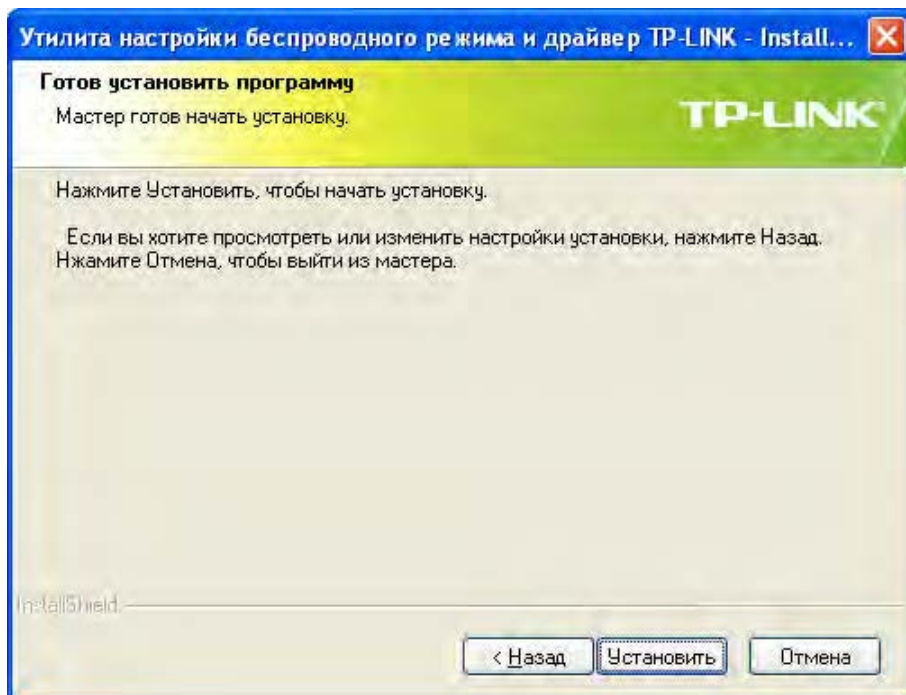 Утилита настройки беспроводного режима и драйвер TP-LINK - Install...
Готов установить программу
Мастер готов начать установку.
TP-LINK
Нажмите Установить, чтобы начать установку.
Если вы хотите просмотреть или изменить настройки установки, нажмите Назад.
Нжамите Отмена, чтобы выйти из мастера.
InstallShield
< Назад
Установить
Отмена